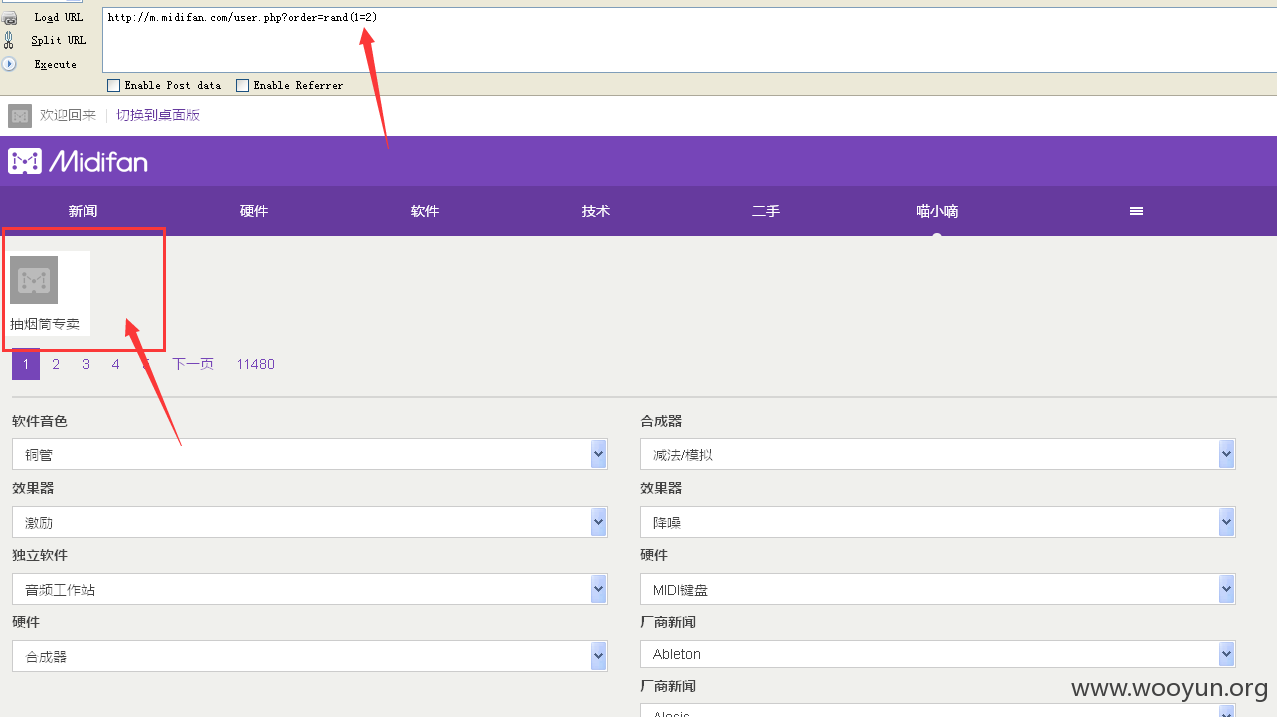 Load URL
http://m.midifan.com/user.php?order=rand(1=2)
Split URL
Execute
Enable Post data Enable Referrer
欢迎回来 切换到桌面版
Midifan
新闻 硬件 软件 技术 二手 喵小嘀
抽烟筒专卖
1 2 3 4 5 下一页 11480
软件音色 合成器
铜管 减法/模拟
效果器 效果器
激励 降噪
独立软件 硬件
音频工作站 MIDI键盘
硬件 厂商新闻
合成器 Ableton
厂商新闻
www.wooyun.org